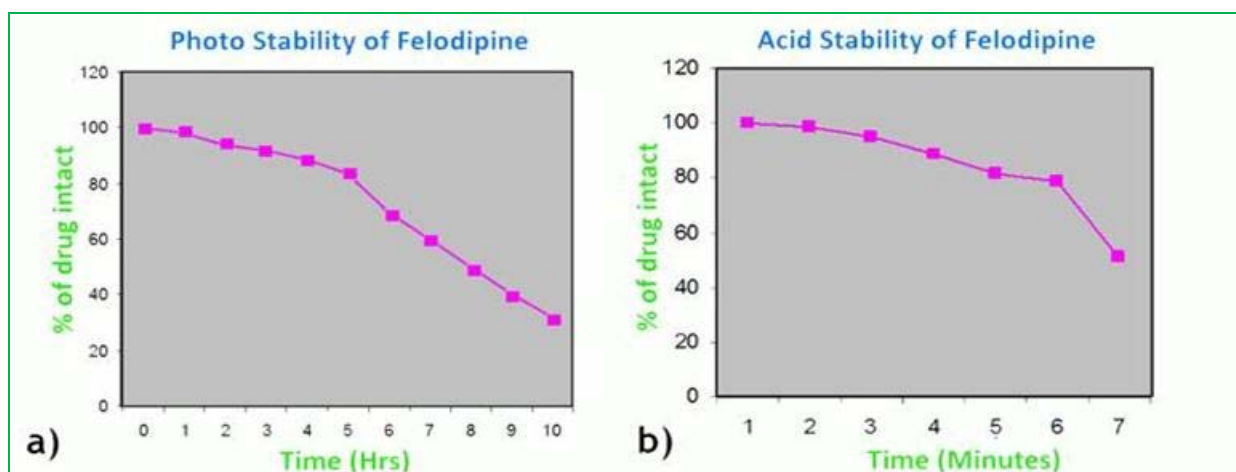 Photo Stability of Felodipine
% of drug intact
120
100
80
60
40
20
0
0 1 2 3 4 5 6 7 8 9 10
Time (Hrs)
a)
Acid Stability of Felodipine
% of drug intact
120
100
80
60
40
20
0
1 2 3 4 5 6 7
Time (Minutes)
b)